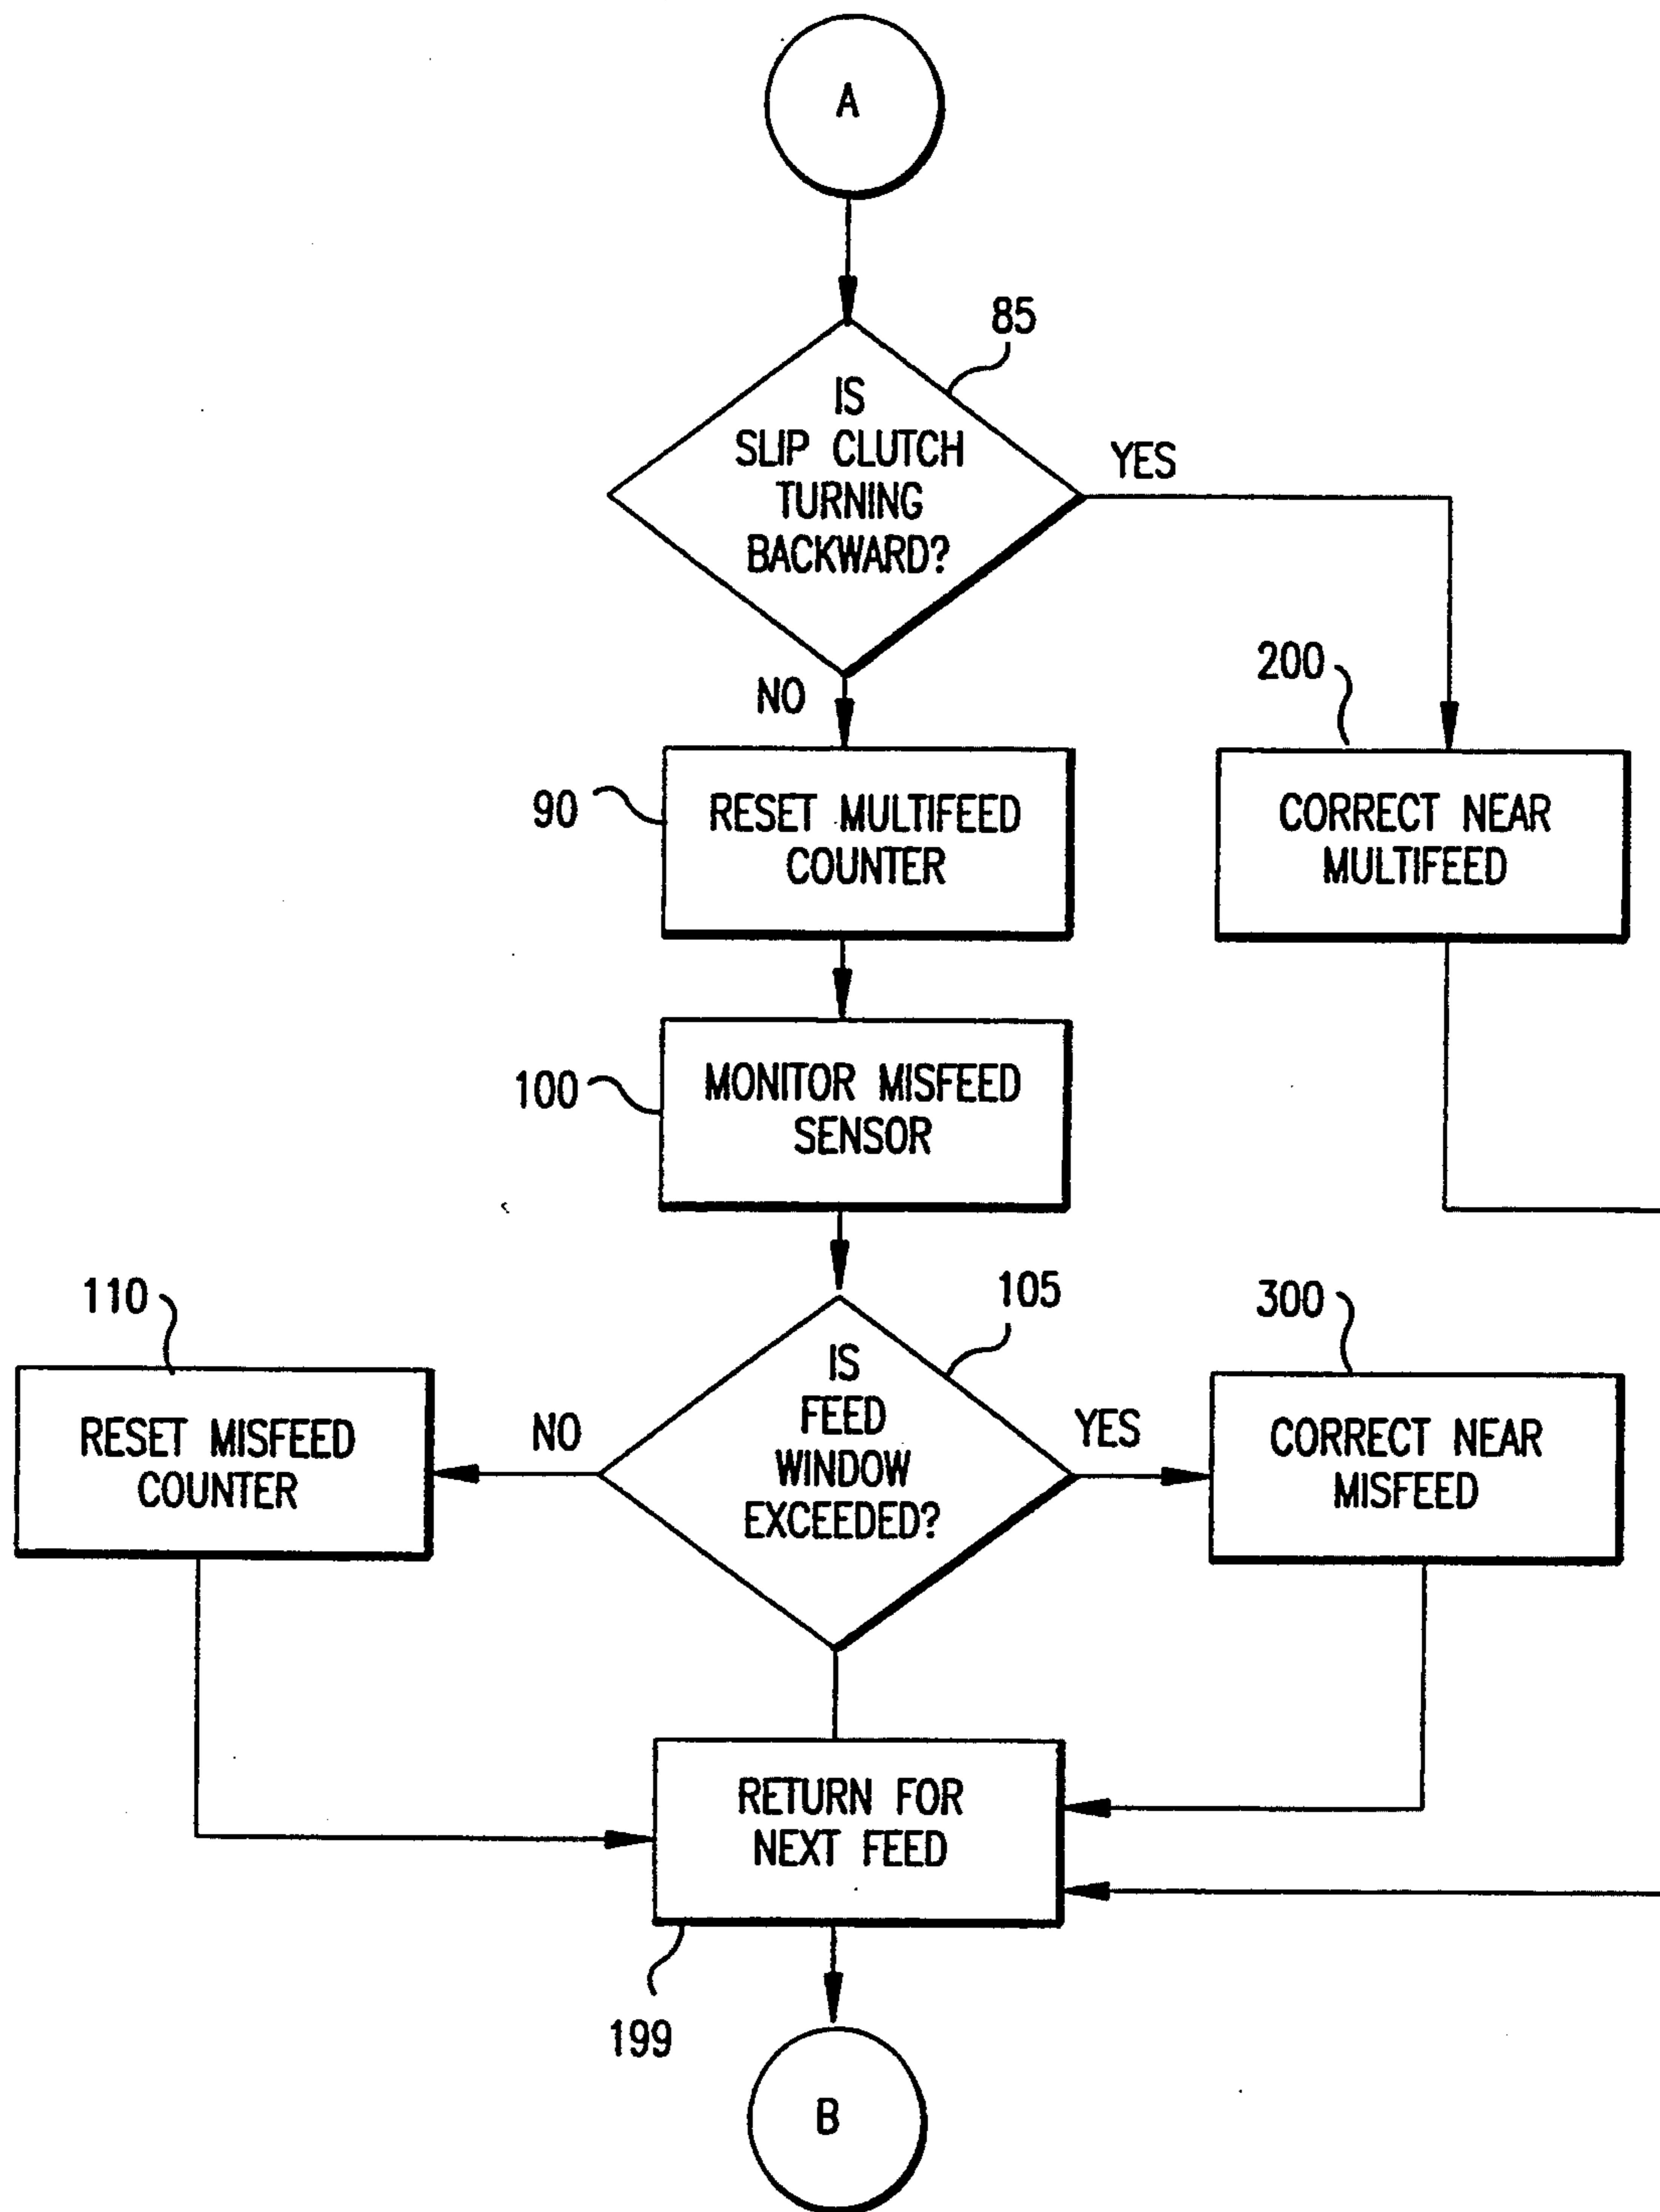 A
85
IS
SLIP CLUTCH
TURNING
BACKWARD?
YES
NO
200
90
RESET MULTIFEED
COUNTER
CORRECT NEAR
MULTIFEED
100
MONITOR MISFEED
SENSOR
110
105
300
IS
FEED
WINDOW
EXCEEDED?
NO
YES
RESET MISFEED
COUNTER
CORRECT NEAR
MISFEED
RETURN FOR
NEXT FEED
199
B